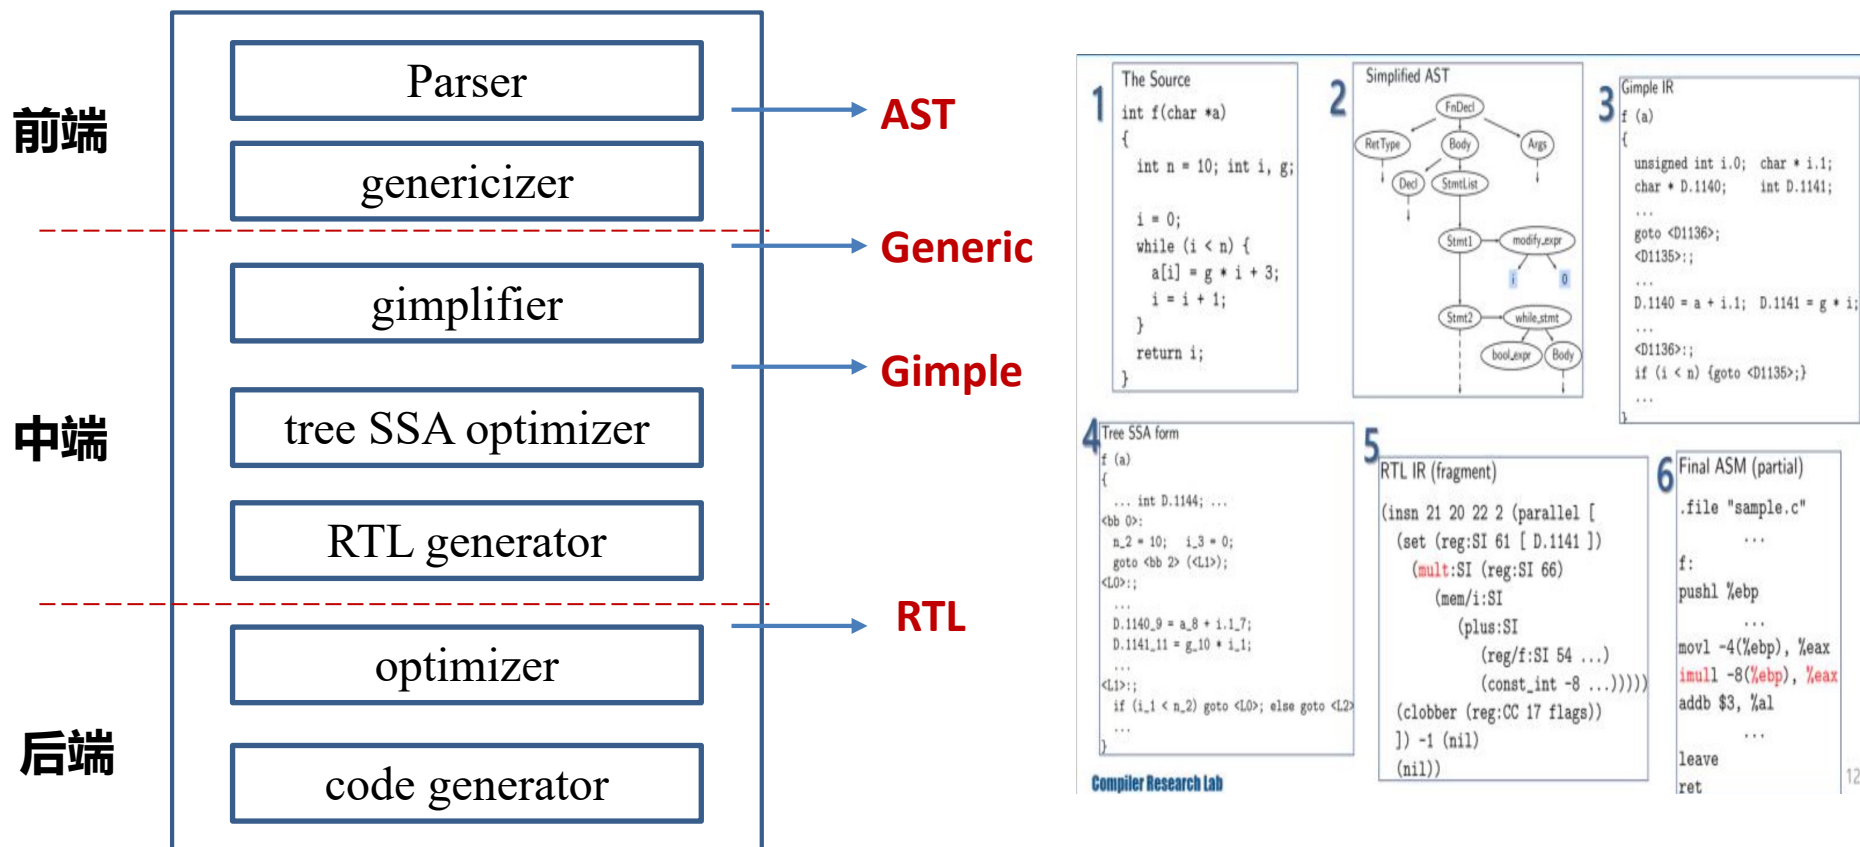 前端
中端
后端
Parser
genericizer
gimplifier
tree SSA optimizer
RTL generator
optimizer
code generator
AST
Generic
Gimple
RTL
1
The Source
int f(char *a)
{
int n = 10; int i, g;
i = 0;
while (i < n) {
a[i] = g * i + 3;
i = i + 1;
}
return i;
}
2
Simplified AST
FnDecl
RetType
Body
Args
Decl
StmtList
Stmt1
modify_expr
i
0
Stmt2
while_stmt
bool_expr
Body
3
Gimple IR
f (a)
{
unsigned int i.0; char * i.1;
char * D.1140; int D.1141;
...
goto <D1136>;
<D1135>:;
...
D.1140 = a + i.1; D.1141 = g * i;
...
<D1136>:;
if (i < n) {goto <D1135>;}
...
}
4
Tree SSA form
f (a)
{
... int D.1144; ...
<bb 0>:
n_2 = 10; i_3 = 0;
goto <bb 2> (<L1>);
<L0>:;
...
D.1140_9 = a_8 + i.1_7;
D.1141_11 = g_10 * i_1;
...
<L1>:;
if (i_1 < n_2) goto <L0>; else goto <L2>
...
}
5
RTL IR (fragment)
(insn 21 20 22 2 (parallel [
(set (reg:SI 61 [ D.1141 ])
(mult:SI (reg:SI 66)
(mem/i:SI
(plus:SI
(reg/f:SI 54 ...)
(const_int -8 ...)))))
(clobber (reg:CC 17 flags))
]) -1 (nil)
(nil))
6
Final ASM (partial)
.file "sample.c"
...
f:
pushl %ebp
...
movl -4(%ebp), %eax
imull -8(%ebp), %eax
addb $3, %al
...
leave
ret
Compiler Research Lab
12